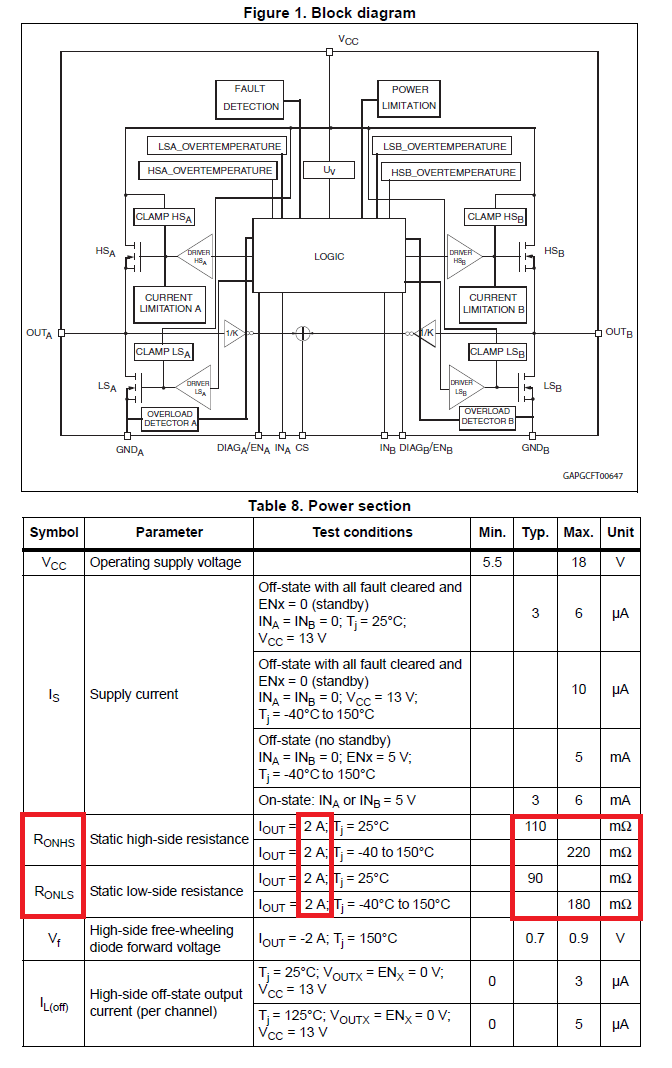 Figure 1. Block diagram
VCC
FAULT
DETECTION
POWER
LIMITATION
LSA_OVERTEMPERATURE
LSB_OVERTEMPERATURE
HSA_OVERTEMPERATURE
UV
HSB_OVERTEMPERATURE
CLAMP HSA
CLAMP HSB
HSA
DRIVER
HSA
LOGIC
DRIVER
HSB
HSB
CURRENT
LIMITATION A
CURRENT
LIMITATION B
OUTA
1/K
1/K
OUTB
CLAMP LSA
CLAMP LSB
LSA
DRIVER
LSA
DRIVER
LSB
LSB
OVERLOAD
DETECTOR A
OVERLOAD
DETECTOR B
GNDA
DIAGA/ENA INA CS
INB DIAGB/ENB
GNDB
GAPGCFT00647
Table 8. Power section
Symbol Parameter Test conditions Min. Typ. Max. Unit
VCC Operating supply voltage 5.5 18 V
IS Supply current
Off-state with all fault cleared and
ENx = 0 (standby)
INA = INB = 0; Tj = 25°C;
VCC = 13 V
3 6 µA
Off-state with all fault cleared and
ENx = 0 (standby)
INA = INB = 0; VCC = 13 V;
Tj = -40°C to 150°C
10 µA
Off-state (no standby)
INA = INB = 0; ENx = 5 V;
Tj = -40°C to 150°C
5 mA
On-state: INA or INB = 5 V 3 6 mA
RONHS Static high-side resistance
IOUT = 2 A; Tj = 25°C 110 mΩ
IOUT = 2 A; Tj = -40 to 150°C 220 mΩ
RONLS Static low-side resistance
IOUT = 2 A; Tj = 25°C 90 mΩ
IOUT = 2 A; Tj = -40°C to 150°C 180 mΩ
Vf
High-side free-wheeling
diode forward voltage
IOUT = -2 A; Tj = 150°C 0.7 0.9 V
IL(off)
High-side off-state output
current (per channel)
Tj = 25°C; VOUTX = ENX = 0 V;
VCC = 13 V
0 3 µA
Tj = 125°C; VOUTX = ENX = 0 V;
VCC = 13 V
0 5 µA